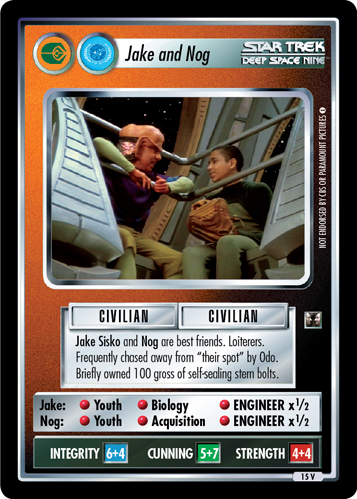 Jake and Nog
STAR TREK
DEEP SPACE NINE
NOT ENDORSED BY CBS OR PARAMOUNT PICTURES
CIVILIAN CIVILIAN
Jake Sisko and Nog are best friends. Loiterers.
Frequently chased away from "their spot" by Odo.
Briefly owned 100 gross of self-sealing stem bolts.
Jake: Youth Biology ENGINEER x1/2
Nog: Youth Acquisition ENGINEER x1/2
INTEGRITY 6+4 CUNNING 5+7 STRENGTH 4+4
15 V